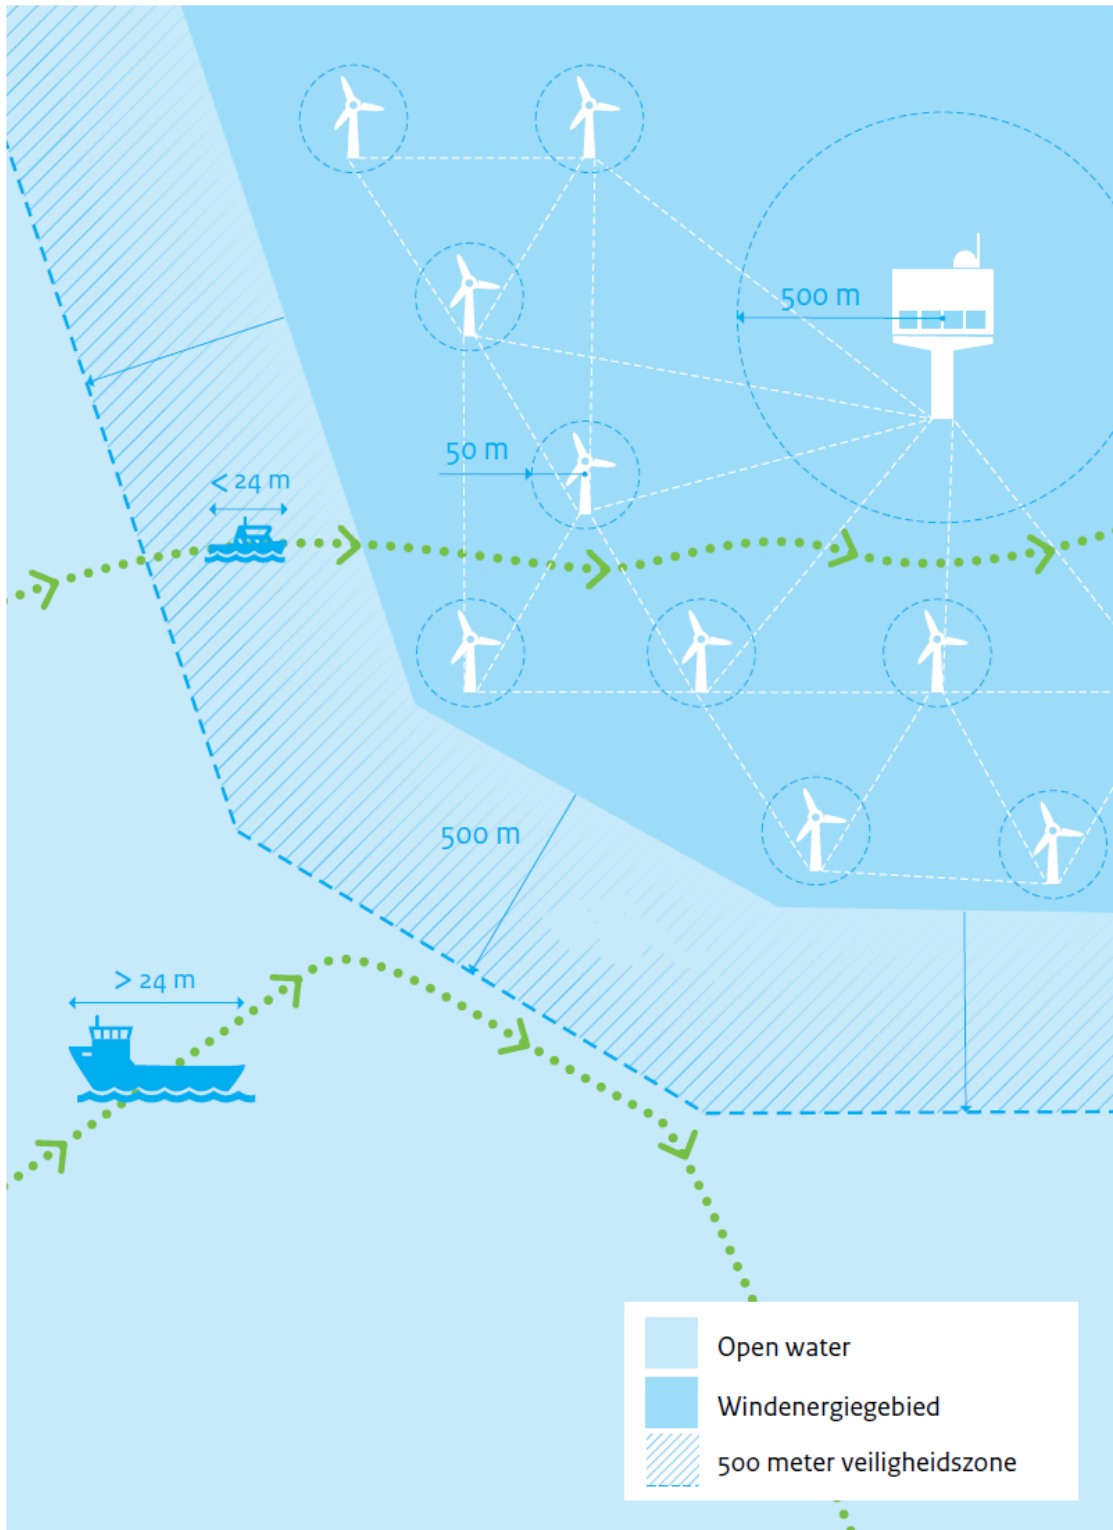 500 m
50 m
< 24 m
500 m
> 24 m
Open water
Windenergiegebied
500 meter veiligheidszone